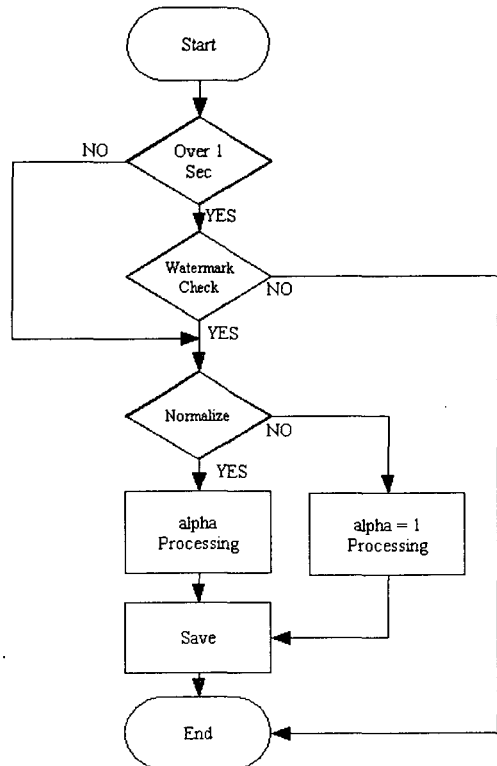 Start
Over 1
Sec
NO
YES
Watermark
Check
NO
YES
Normalize
NO
YES
alpha
Processing
alpha = 1
Processing
Save
End